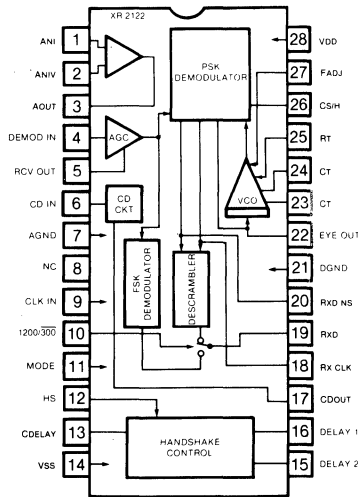 XR 2122
ANI 1
ANIV 2
AOUT 3
DEMOD IN 4
RCV OUT 5
CD IN 6
AGND 7
NC 8
CLK IN 9
1200/300 10
MODE 11
HS 12
CDELAY 13
VSS 14
PSK
DEMODULATOR
AGC
CD
CKT
FSK
DEMODULATOR
DESCRAMBLER
VCO
HANDSHAKE
CONTROL
28 VDD
27 FADJ
26 CS/H
25 RT
24 CT
23 CT
22 EYE OUT
21 DGND
20 RXD NS
19 RXD
18 RX CLK
17 CDOUT
16 DELAY 1
15 DELAY 2